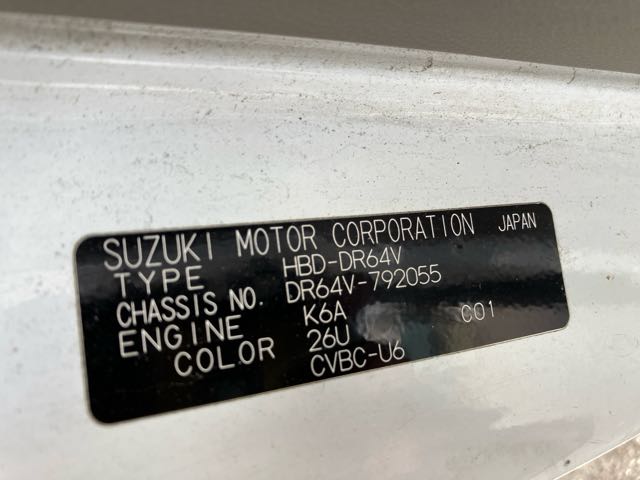 SUZUKI MOTOR CORPORATION JAPAN
TYPE HBD-DR64V
CHASSIS NO. DR64V-792055
ENGINE K6A C01
COLOR 26U
CVBC-U6